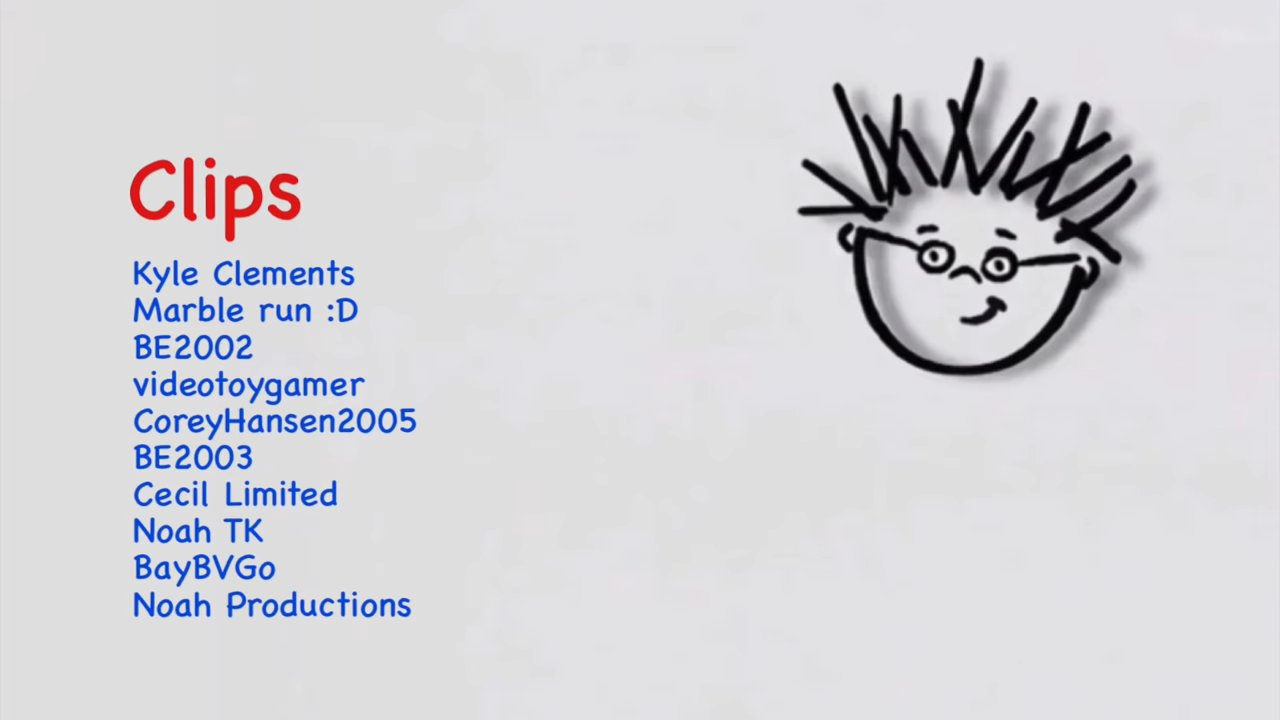 Clips
Kyle Clements
Marble run :D
BE2002
videotoygamer
CoreyHansen2005
BE2003
Cecil Limited
Noah TK
BayBVGo
Noah Productions